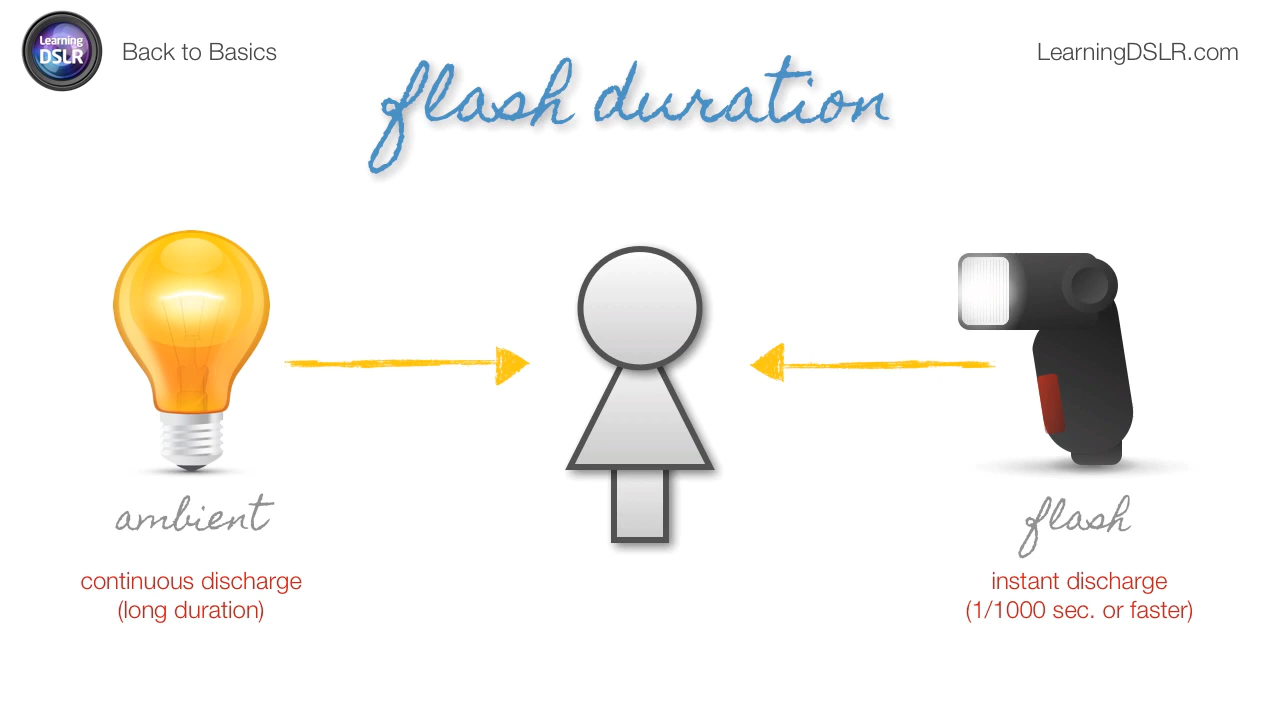 Learning
DSLR
Back to Basics
LearningDSLR.com
flash duration
ambient
flash
continuous discharge
(long duration)
instant discharge
(1/1000 sec. or faster)